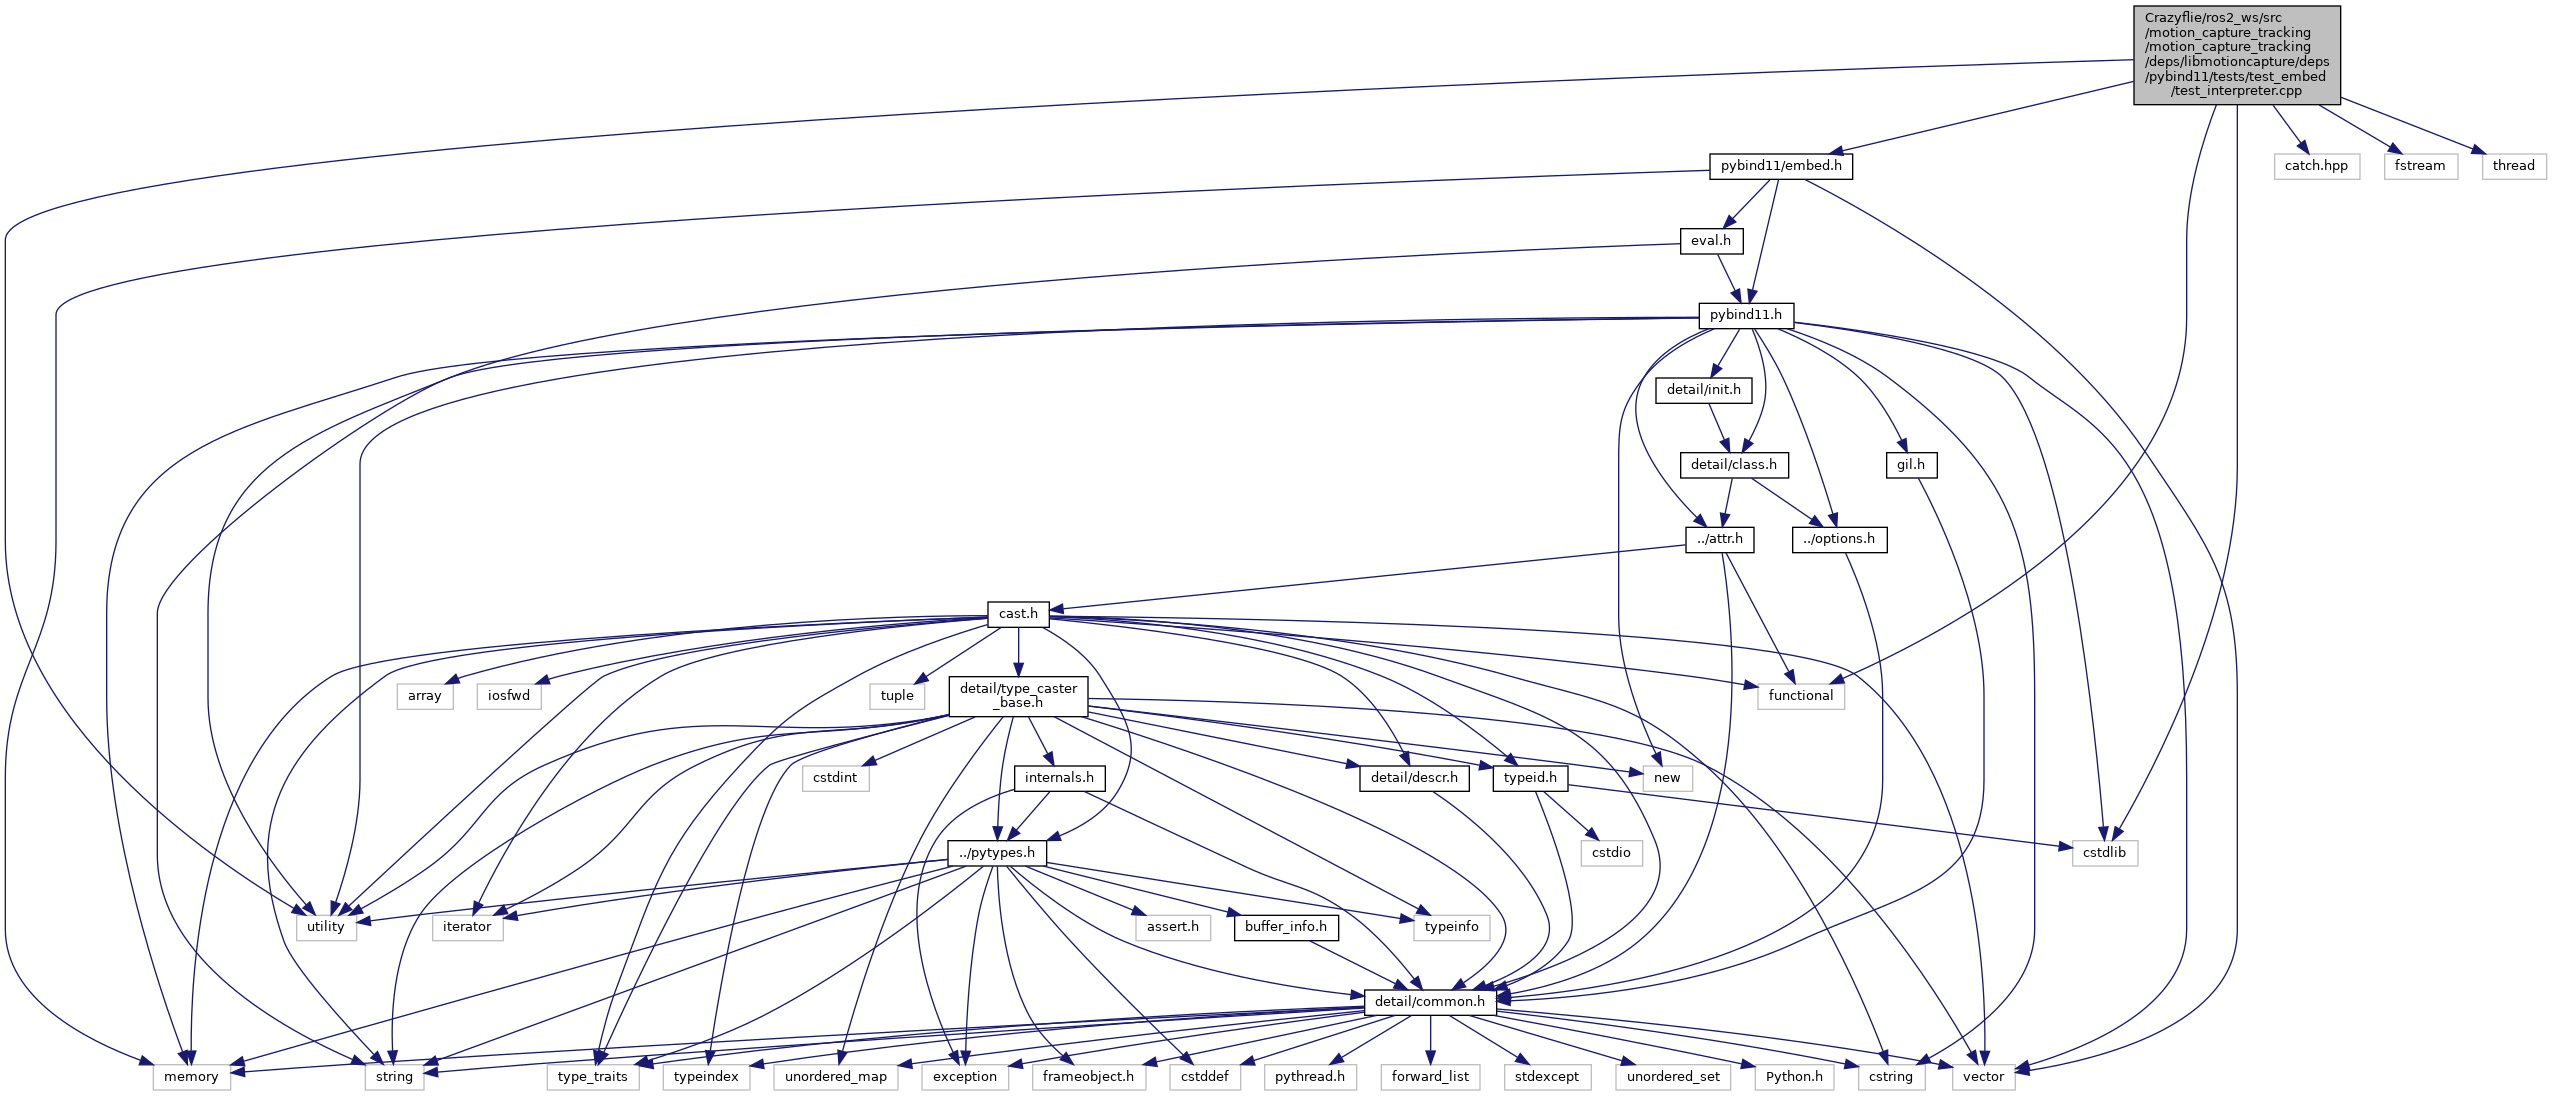 Crazyflie/ros2_ws/src
/motion_capture_tracking
/motion_capture_tracking
/deps/libmotioncapture/deps
/pybind11/tests/test_embed
/test_interpreter.cpp
pybind11/embed.h
catch.hpp
fstream
thread
eval.h
pybind11.h
detail/init.h
detail/class.h
gil.h
../attr.h
../options.h
cast.h
array
iosfwd
tuple
detail/type_caster
_base.h
functional
cstdint
internals.h
detail/descr.h
typeid.h
new
../pytypes.h
cstdio
cstdlib
utility
iterator
assert.h
buffer_info.h
typeinfo
detail/common.h
memory
string
type_traits
typeindex
unordered_map
exception
frameobject.h
cstddef
pythread.h
forward_list
stdexcept
unordered_set
Python.h
cstring
vector